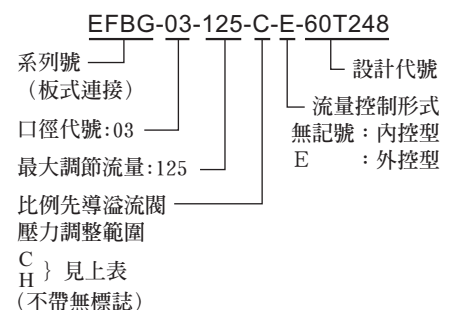 EFBG-03-125-C-E-60T248
系列號
（板式連接）
口徑代號:03
最大調節流量:125
比例先導溢流閥
壓力調整範圍
C
H } 見上表
(不帶無標誌)
設計代號
流量控制形式
無記號：內控型
E ：外控型